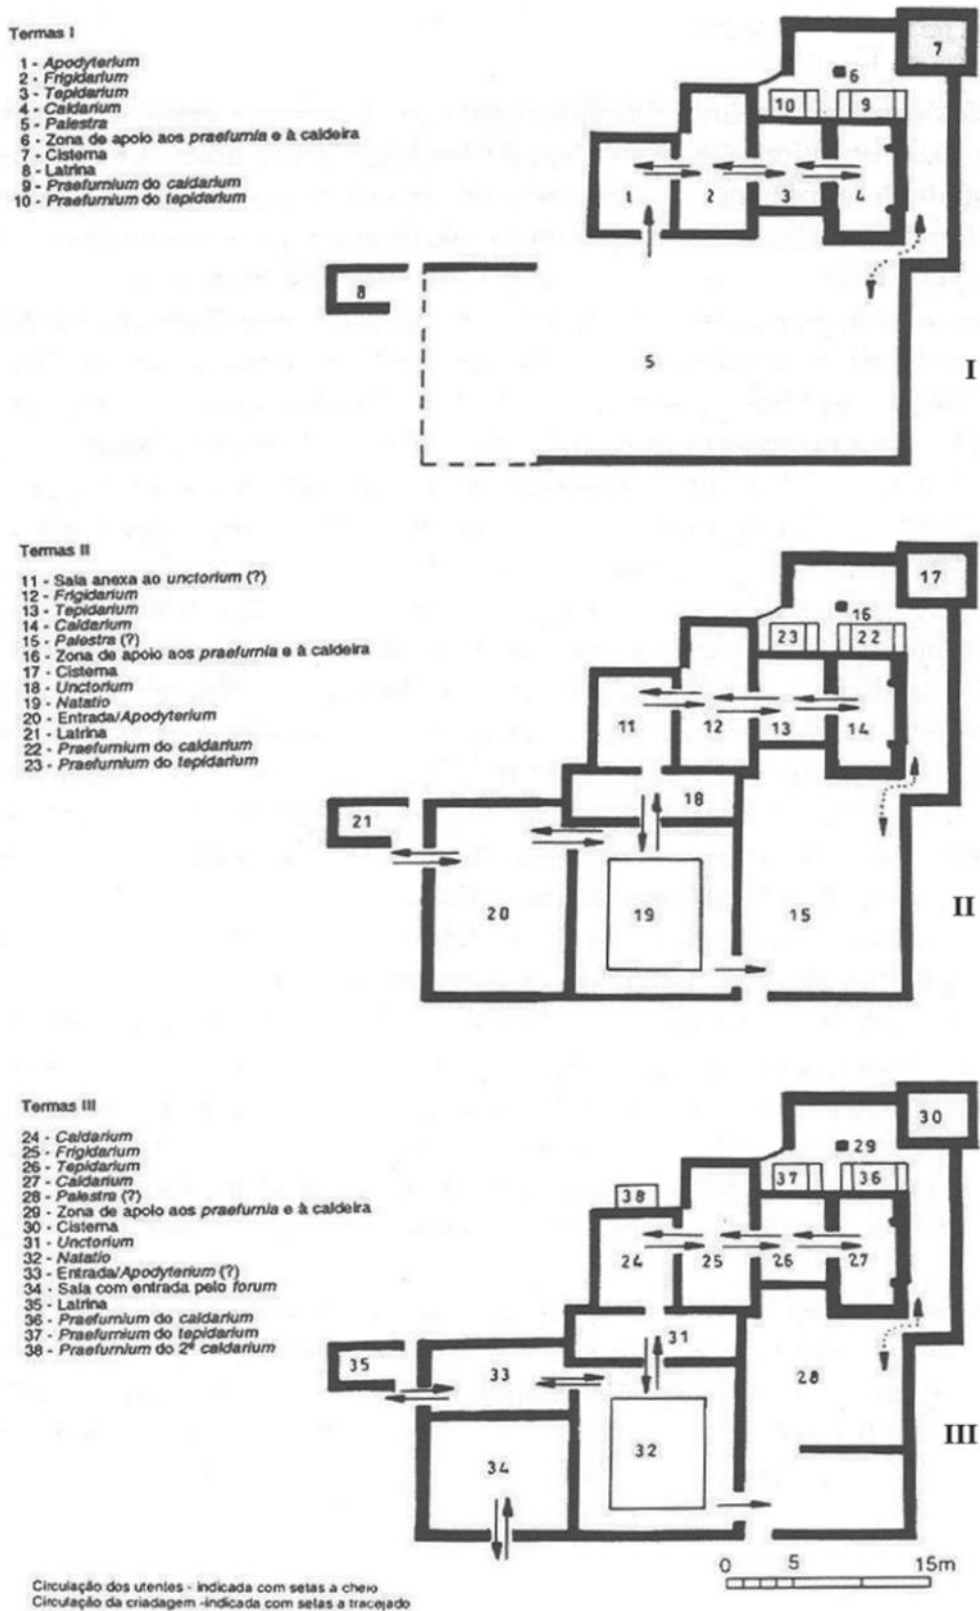 Termas I
1 - Apodyterium
2 - Frigidarium
3 - Tepidarium
4 - Caldarium
5 - Palestra
6 - Zona de apoio aos praefurnia e à caldeira
7 - Cisterna
8 - Latrina
9 - Praefurnium do caldarium
10 - Praefurnium do tepidarium
7
6
10
9
1
2
3
4
8
5
I
Termas II
11 - Sala anexa ao unctorium (?)
12 - Frigidarium
13 - Tepidarium
14 - Caldarium
15 - Palestra (?)
16 - Zona de apoio aos praefurnia e à caldeira
17 - Cisterna
18 - Unctorium
19 - Natatio
20 - Entrada/Apodyterium
21 - Latrina
22 - Praefurnium do caldarium
23 - Praefurnium do tepidarium
17
16
23
22
11
12
13
14
18
21
20
19
15
II
Termas III
24 - Caldarium
25 - Frigidarium
26 - Tepidarium
27 - Caldarium
28 - Palestra (?)
29 - Zona de apoio aos praefurnia e à caldeira
30 - Cisterna
31 - Unctorium
32 - Natatio
33 - Entrada/Apodyterium (?)
34 - Sala com entrada pelo forum
35 - Latrina
36 - Praefurnium do caldarium
37 - Praefurnium do tepidarium
38 - Praefurnium do 2º caldarium
30
29
37
36
38
24
25
26
27
31
35
33
28
32
34
III
0 5 15m
Circulação dos utentes - indicada com setas a cheio
Circulação da criadagem -indicada com setas a tracejado